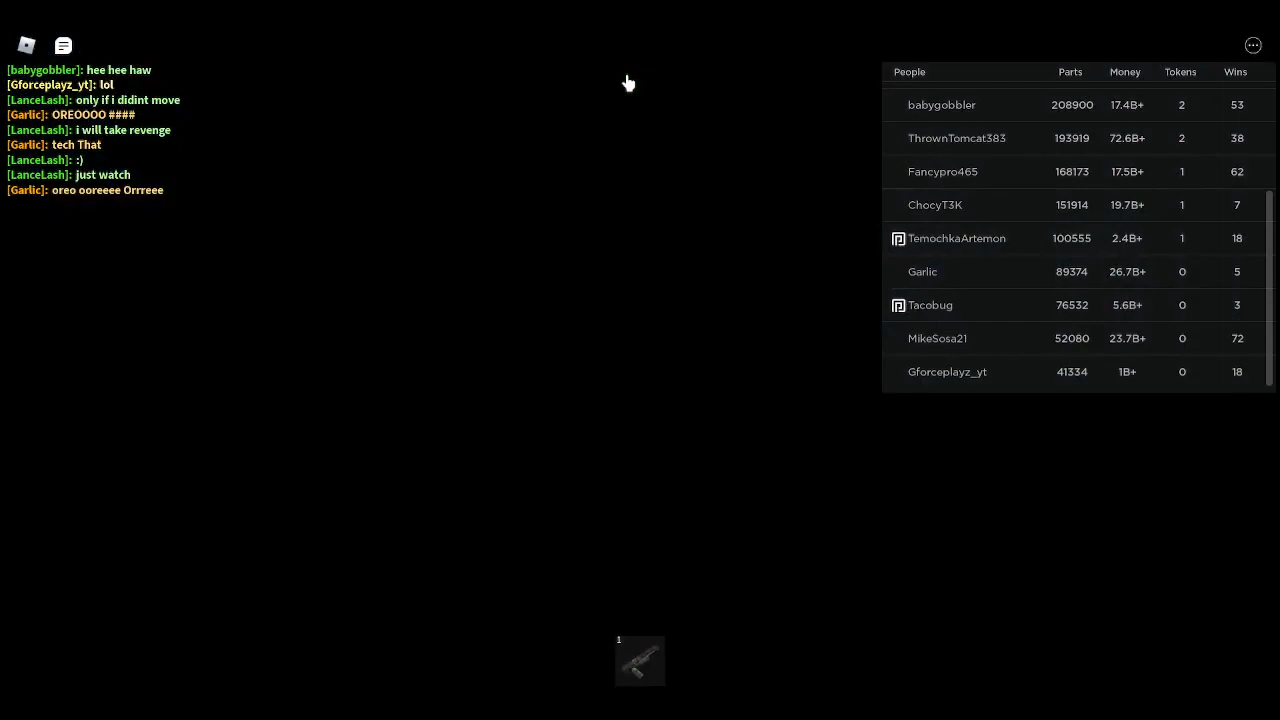 [babygobbler]: hee hee haw
[Gforceplayz_yt]: lol
[LanceLash]: only if i didint move
[Garlic]: OREOOOO ####
[LanceLash]: i will take revenge
[Garlic]: tech That
[LanceLash]: :)
[LanceLash]: just watch
[Garlic]: oreo ooreeee Orrreee
People Parts Money Tokens Wins
babygobbler 208900 17.4B+ 2 53
ThrownTomcat383 193919 72.6B+ 2 38
Fancypro465 168173 17.5B+ 1 62
ChocyT3K 151914 19.7B+ 1 7
TemochkaArtemon 100555 2.4B+ 1 18
Garlic 89374 26.7B+ 0 5
Tacobug 76532 5.6B+ 0 3
MikeSosa21 52080 23.7B+ 0 72
Gforceplayz_yt 41334 1B+ 0 18
1